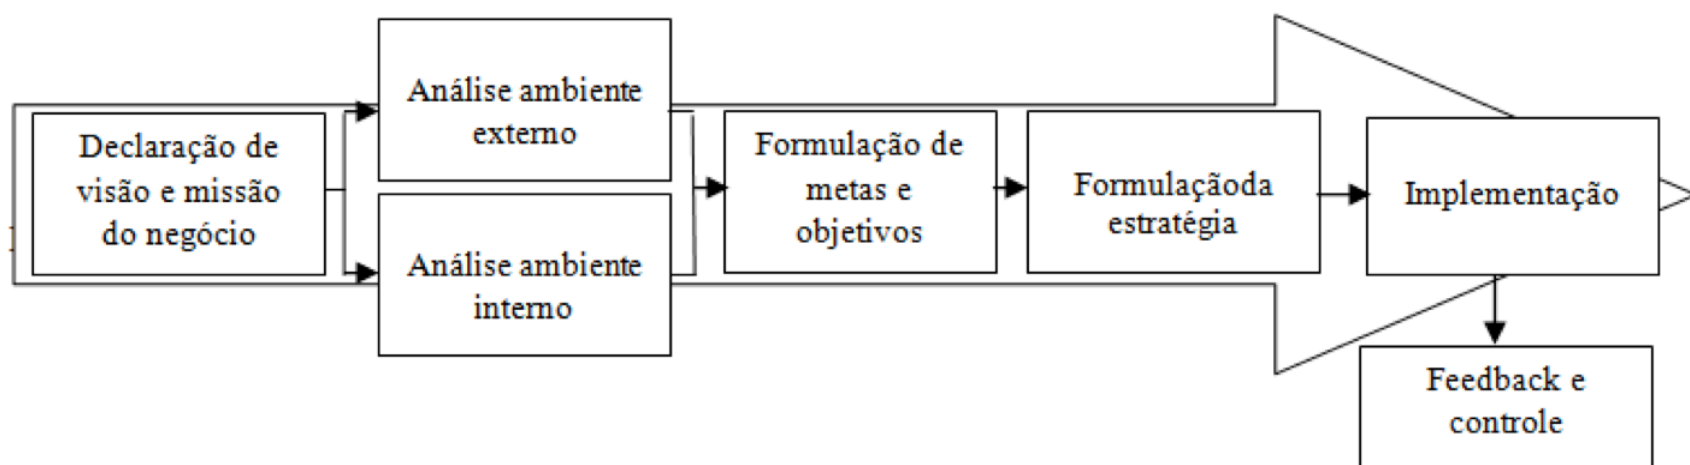 Declaração de
visão e missão
do negócio
Análise ambiente
externo
Análise ambiente
interno
Formulação de
metas e
objetivos
Formulaçãoda
estratégia
Implementação
Feedback e
controle